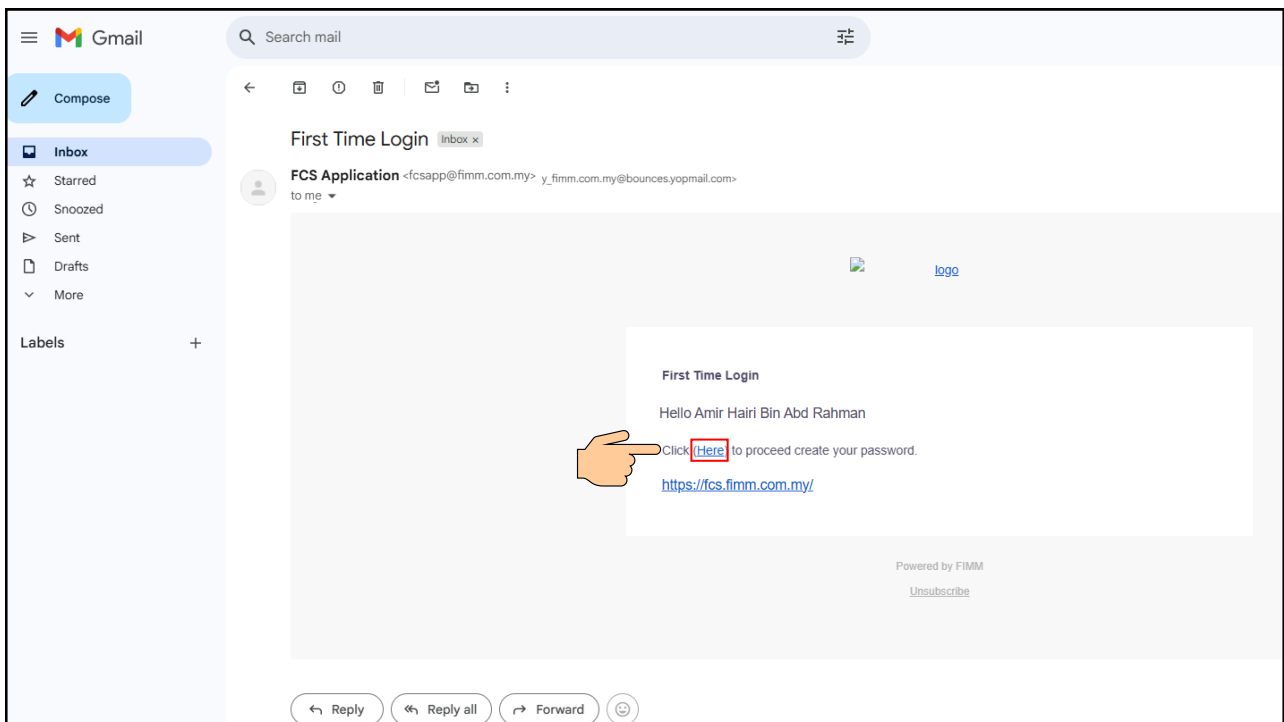 Gmail
Search mail
Compose
First Time Login Inbox ×
Inbox
Starred
Snoozed
Sent
Drafts
More
Labels +
FCS Application <fcsapp@fimm.com.my> y_fimm.com.my@bounces.yopmail.com>
to me
logo
First Time Login
Hello Amir Hairi Bin Abd Rahman
Click (Here) to proceed create your password.
https://fcs.fimm.com.my/
Powered by FIMM
Unsubscribe
Reply
Reply all
Forward